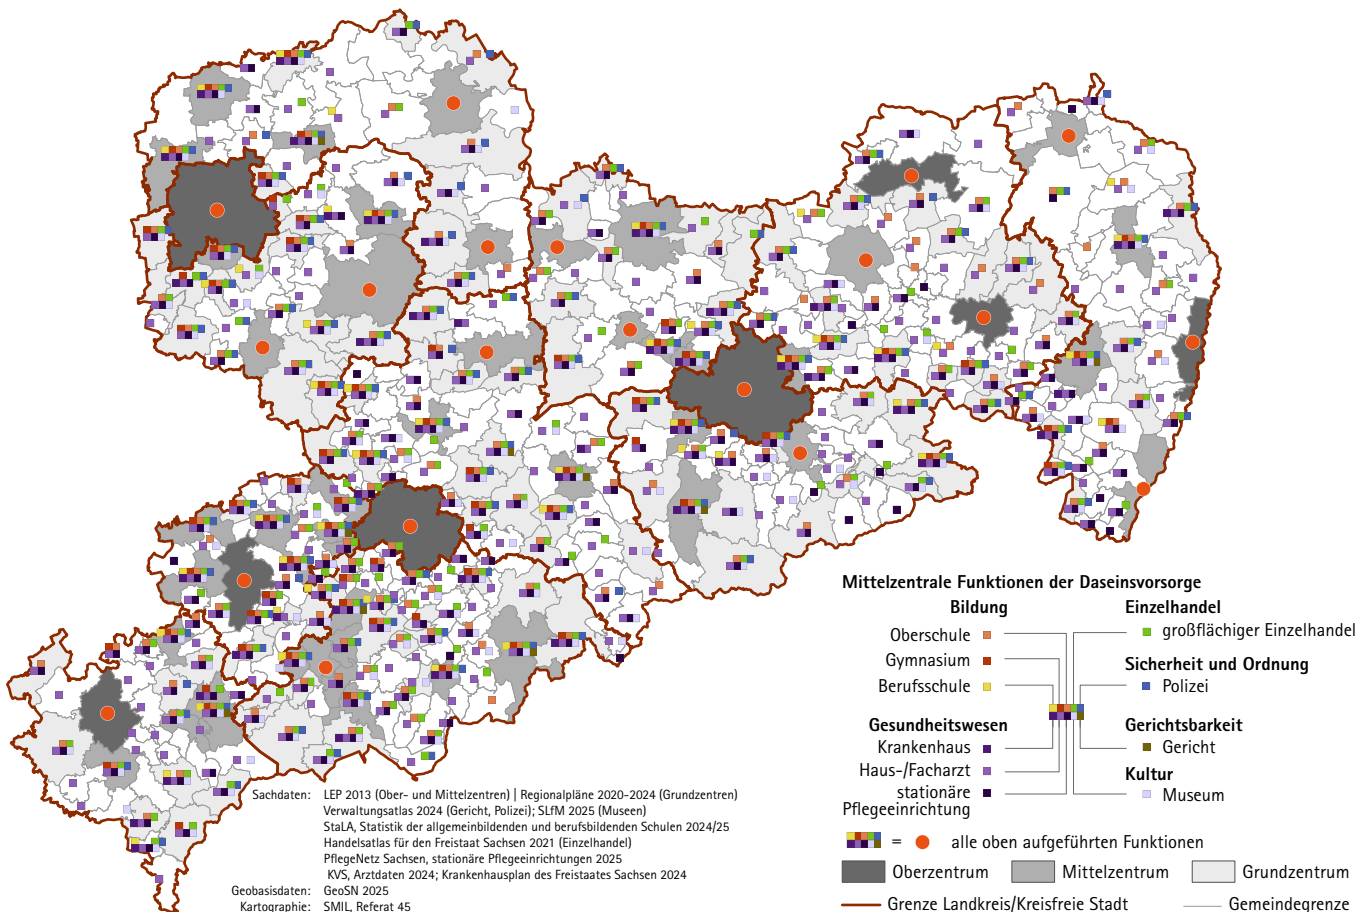 Mittelzentrale Funktionen der Daseinsvorsorge
Bildung
Oberschule
Gymnasium
Berufsschule
Gesundheitswesen
Krankenhaus
Haus-/Facharzt
stationäre
Pflegeeinrichtung
Einzelhandel
großflächiger Einzelhandel
Sicherheit und Ordnung
Polizei
Gerichtsbarkeit
Gericht
Kultur
Museum
= alle oben aufgeführten Funktionen
Oberzentrum Mittelzentrum Grundzentrum
Grenze Landkreis/Kreisfreie Stadt Gemeindegrenze
Sachdaten: LEP 2013 (Ober- und Mittelzentren) | Regionalpläne 2020-2024 (Grundzentren)
Verwaltungsatlas 2024 (Gericht, Polizei); SLfM 2025 (Museen)
StaLA, Statistik der allgemeinbildenden und berufsbildenden Schulen 2024/25
Handelsatlas für den Freistaat Sachsen 2021 (Einzelhandel)
PflegeNetz Sachsen, stationäre Pflegeeinrichtungen 2025
KVS, Arztdaten 2024; Krankenhausplan des Freistaates Sachsen 2024
Geobasisdaten: GeoSN 2025
Kartographie: SMIL, Referat 45